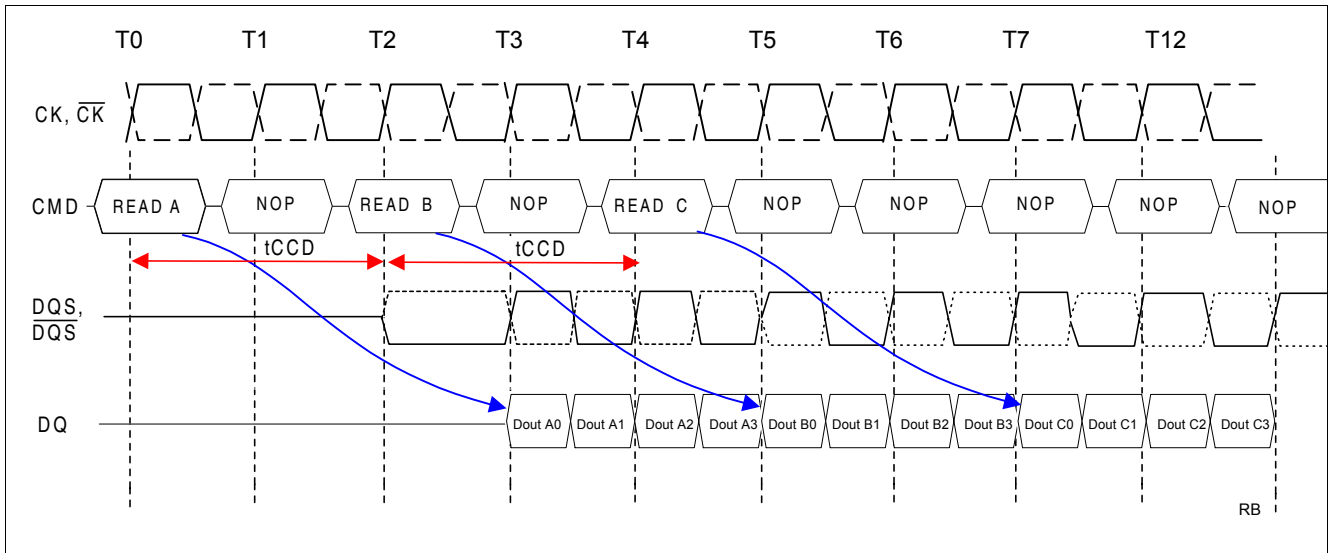 T0 T1 T2 T3 T4 T5 T6 T7 T12
CK, CK
CMD READ A NOP READ B NOP READ C NOP NOP NOP NOP NOP
tCCD tCCD
DQS,
DQS
DQ Dout A0 Dout A1 Dout A2 Dout A3 Dout B0 Dout B1 Dout B2 Dout B3 Dout C0 Dout C1 Dout C2 Dout C3
RB